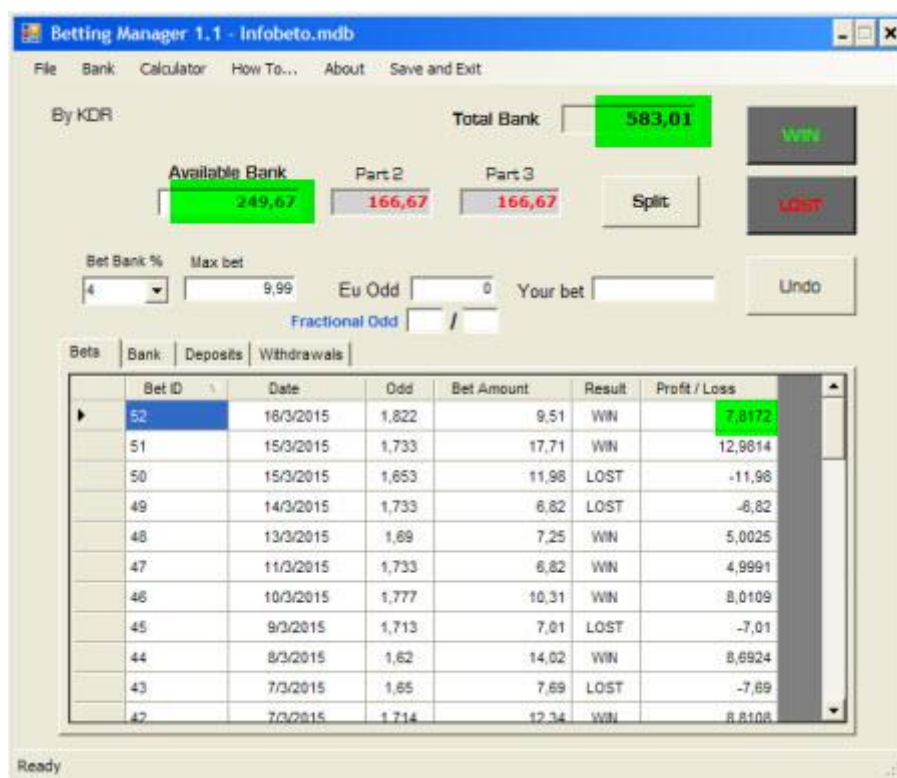 Betting Manager 1.1 - Infobeto.mdb
File Bank Calculator How To... About Save and Exit
By KDR
Total Bank 583,01
WIN
Available Bank Part 2 Part 3
249,67 166,67 166,67
Split
LOST
Bet Bank % Max bet
4 9,99 Eu Odd 0 Your bet
Undo
Fractional Odd /
Bets Bank Deposits Withdrawals
Bet ID Date Odd Bet Amount Result Profit / Loss
52 16/3/2015 1,822 9,51 WIN 7,8172
51 15/3/2015 1,733 17,71 WIN 12,9814
50 15/3/2015 1,653 11,98 LOST -11,98
49 14/3/2015 1,733 6,82 LOST -6,82
48 13/3/2015 1,69 7,25 WIN 5,0025
47 11/3/2015 1,733 6,82 WIN 4,9991
46 10/3/2015 1,777 10,31 WIN 8,0109
45 9/3/2015 1,713 7,01 LOST -7,01
44 8/3/2015 1,62 14,02 WIN 8,6924
43 7/3/2015 1,65 7,69 LOST -7,69
42 7/3/2015 1,714 12,34 WIN 8,8108
Ready